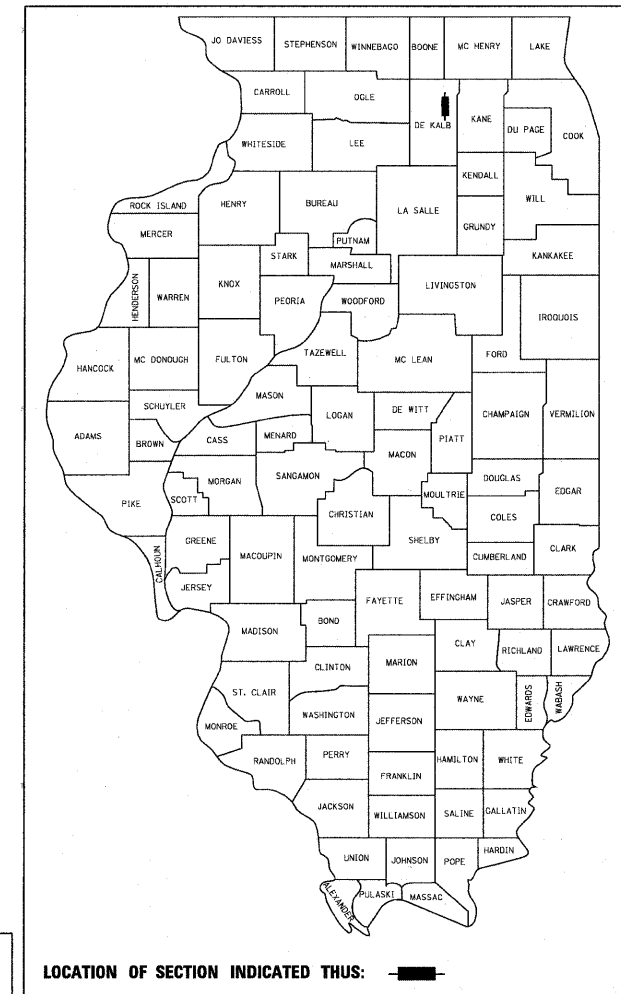 JO DAVIESS STEPHENSON WINNEBAGO BOONE MC HENRY LAKE
CARROLL OGLE DE KALB KANE DU PAGE COOK
WHITESIDE LEE
KENDALL WILL
ROCK ISLAND HENRY BUREAU LA SALLE GRUNDY
MERCER PUTNAM
STARK MARSHALL KANKAKEE
HENDERSON WARREN KNOX PEORIA WOODFORD LIVINGSTON IROQUOIS
HANCOCK MC DONOUGH FULTON TAZEWELL MC LEAN FORD
SCHUYLER MASON LOGAN DE WITT CHAMPAIGN VERMILION
ADAMS BROWN CASS MENARD MACON PIATT
PIKE SCOTT MORGAN SANGAMON MOULTRIE DOUGLAS EDGAR
CHRISTIAN COLES
CALHOUN GREENE MACOUPIN MONTGOMERY SHELBY CUMBERLAND CLARK
JERSEY FAYETTE EFFINGHAM JASPER CRAWFORD
MADISON BOND
CLINTON MARION CLAY RICHLAND LAWRENCE
ST. CLAIR WAYNE EDWARDS WABASH
MONROE WASHINGTON JEFFERSON
RANDOLPH PERRY HAMILTON WHITE
FRANKLIN
JACKSON WILLIAMSON SALINE GALLATIN
UNION JOHNSON POPE HARDIN
ALEXANDER PULASKI MASSAC
LOCATION OF SECTION INDICATED THUS: